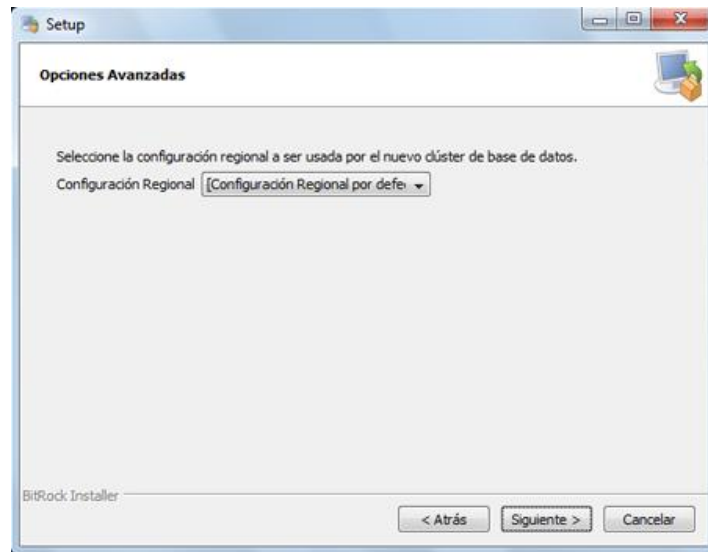 Setup
Opciones Avanzadas
Seleccione la configuración regional a ser usada por el nuevo clúster de base de datos.
Configuración Regional [Configuración Regional por defe
BitRock Installer
< Atrás Siguiente > Cancelar